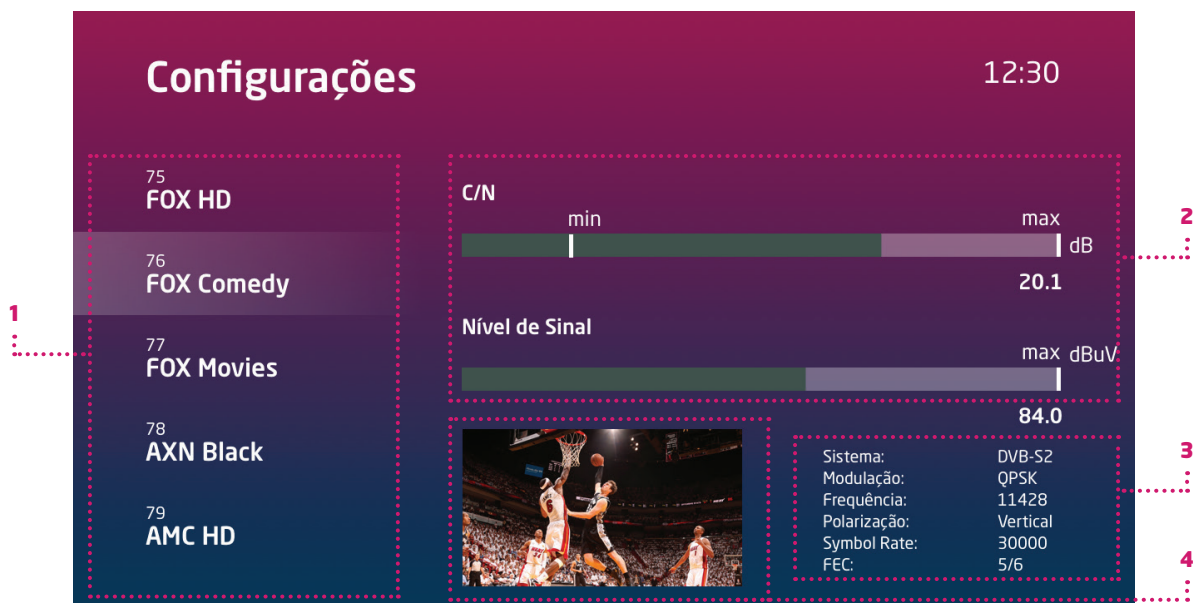 Configurações
12:30
75
FOX HD
76
FOX Comedy
77
FOX Movies
78
AXN Black
79
AMC HD
1
C/N
min
max
dB
20.1
Nível de Sinal
max dBuV
84.0
2
Sistema: DVB-S2
Modulação: QPSK
Frequência: 11428
Polarização: Vertical
Symbol Rate: 30000
FEC: 5/6
3
4